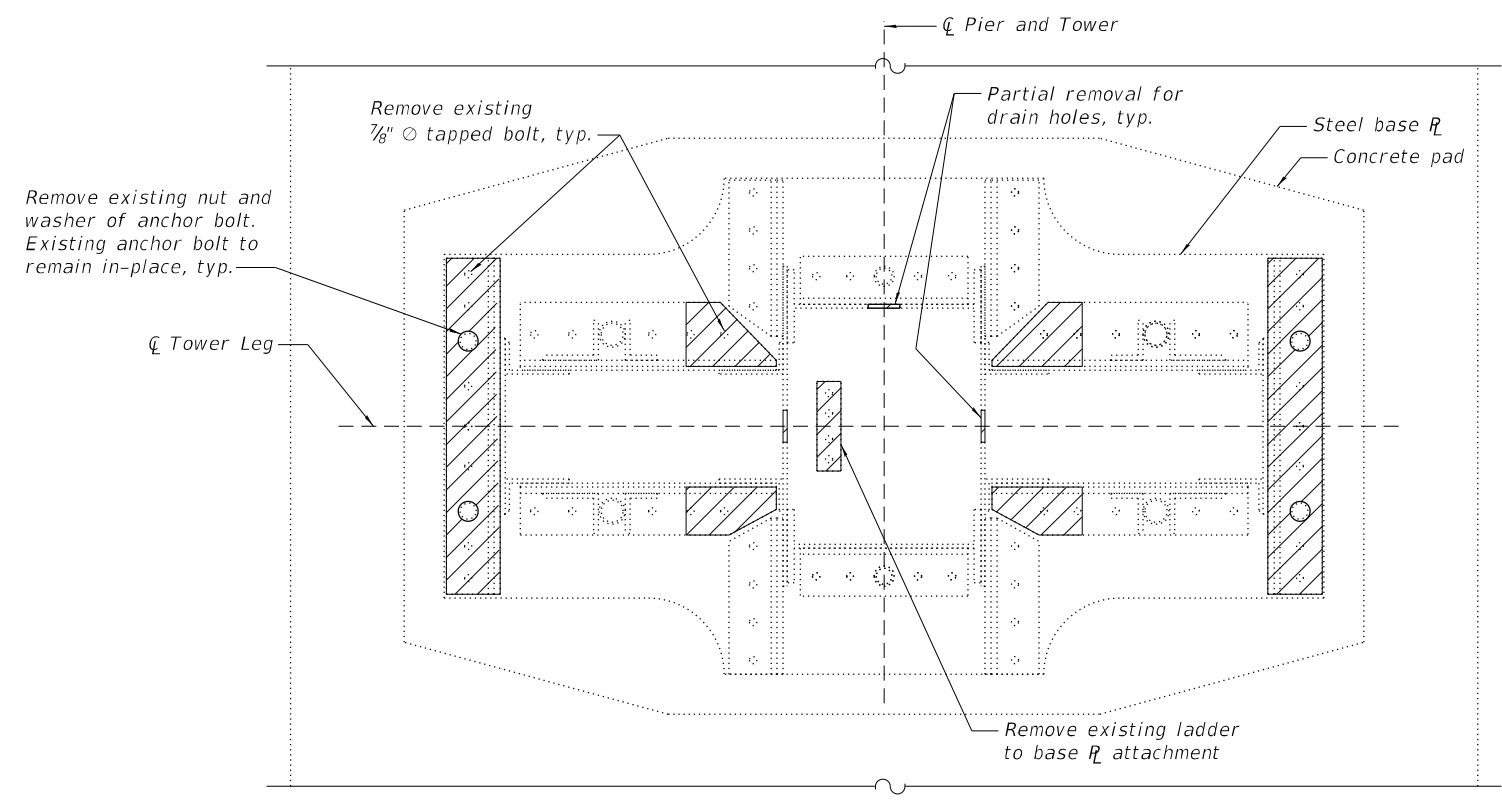 ℄ Pier and Tower
Remove existing
⅞" ∅ tapped bolt, typ.
Partial removal for
drain holes, typ.
Steel base ⅊
Concrete pad
Remove existing nut and
washer of anchor bolt.
Existing anchor bolt to
remain in-place, typ.
℄ Tower Leg
Remove existing ladder
to base ⅊ attachment